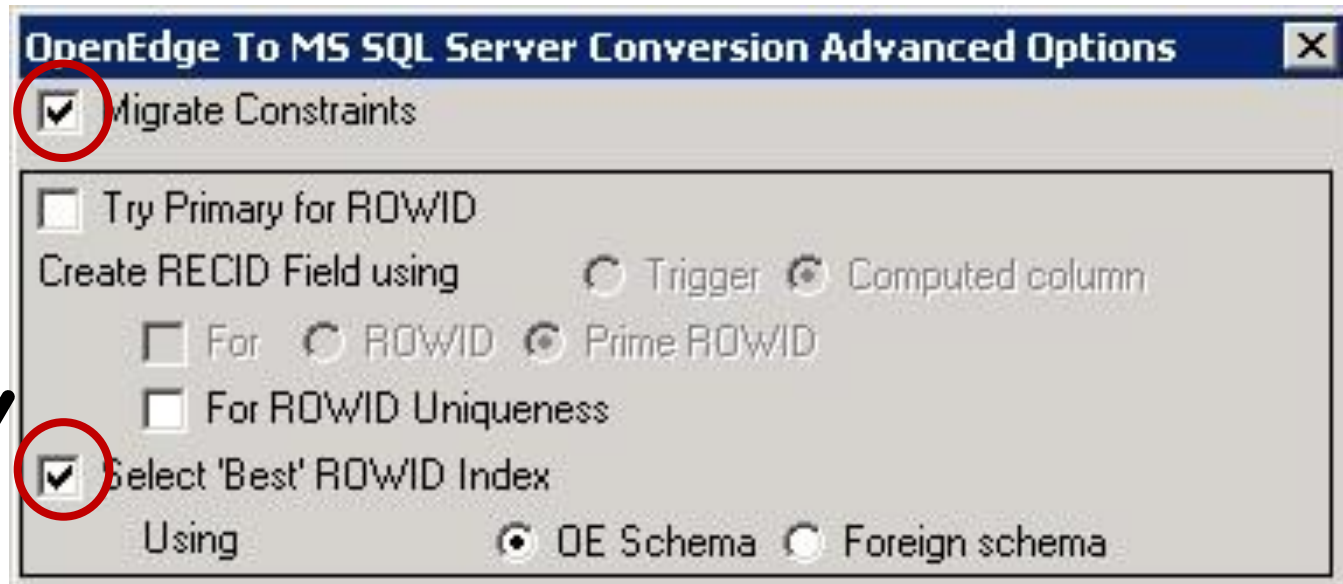 OpenEdge To MS SQL Server Conversion Advanced Options
Migrate Constraints
Try Primary for ROWID
Create RECID Field using Trigger Computed column
For ROWID Prime ROWID
For ROWID Uniqueness
Select 'Best' ROWID Index
Using OE Schema Foreign schema